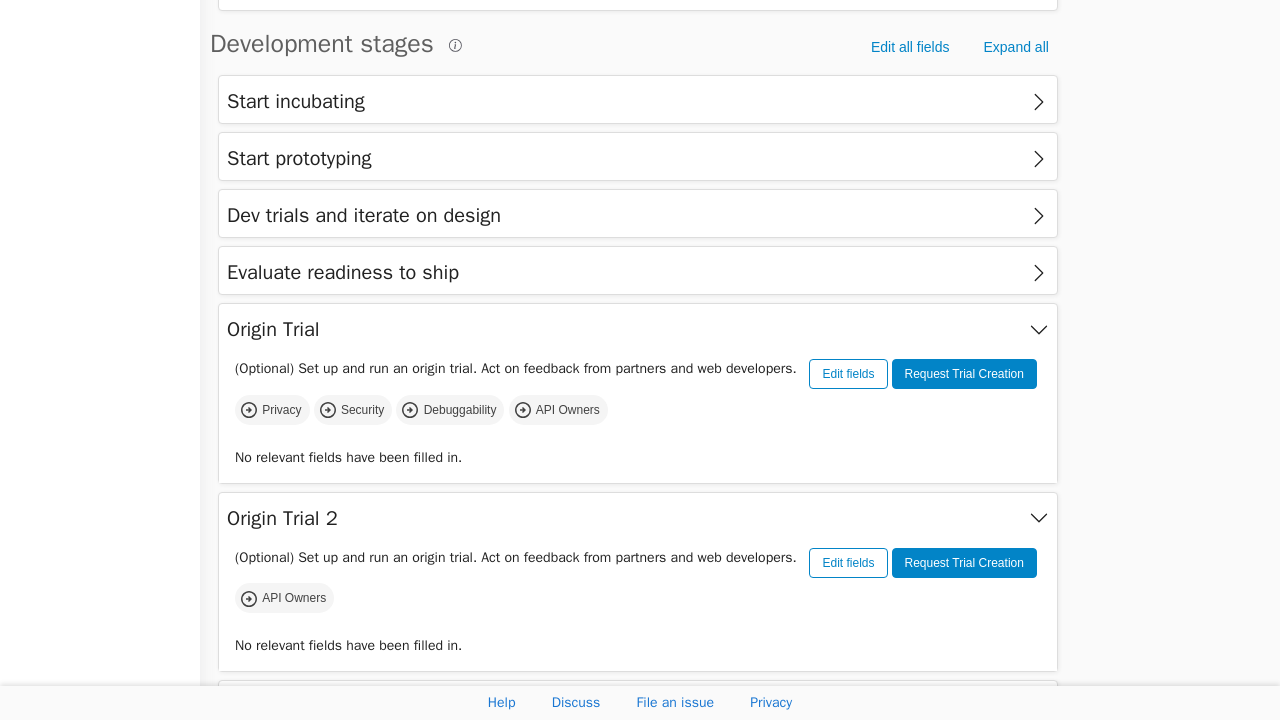 Development stages
Edit all fields
Expand all
Start incubating
Start prototyping
Dev trials and iterate on design
Evaluate readiness to ship
Origin Trial
(Optional) Set up and run an origin trial. Act on feedback from partners and web developers.
Edit fields
Request Trial Creation
Privacy
Security
Debuggability
API Owners
No relevant fields have been filled in.
Origin Trial 2
(Optional) Set up and run an origin trial. Act on feedback from partners and web developers.
Edit fields
Request Trial Creation
API Owners
No relevant fields have been filled in.
Help
Discuss
File an issue
Privacy